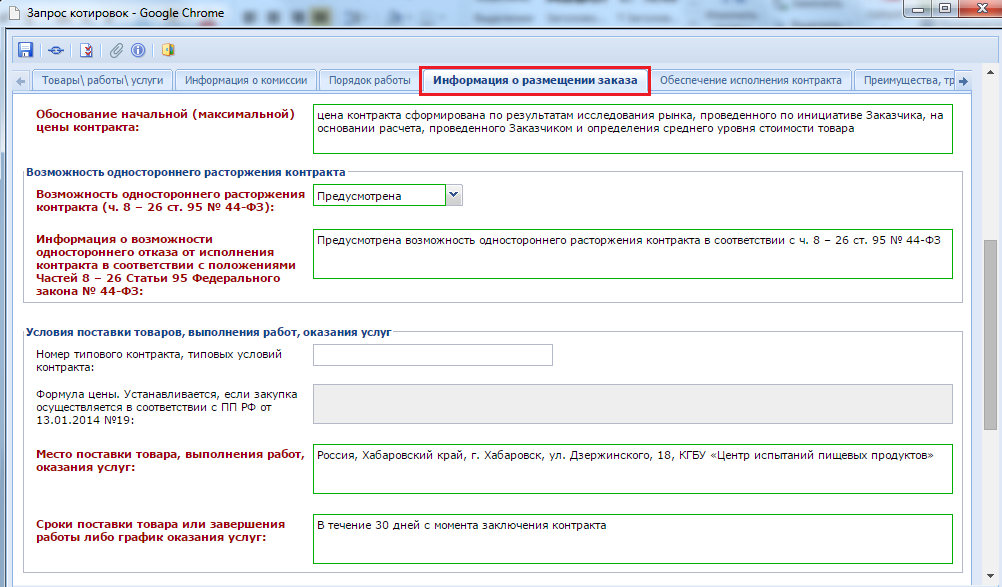 Запрос котировок - Google Chrome
Товары\ работы\ услуги
Информация о комиссии
Порядок работы
Информация о размещении заказа
Обеспечение исполнения контракта
Преимущества, тр
Обоснование начальной (максимальной)
цены контракта:
цена контракта сформирована по результатам исследования рынка, проведенного по инициативе Заказчика, на
основании расчета, проведенного Заказчиком и определения среднего уровня стоимости товара
Возможность одностороннего расторжения контракта
Возможность одностороннего расторжения
контракта (ч. 8 – 26 ст. 95 № 44-ФЗ):
Предусмотрена
Информация о возможности
одностороннего отказа от исполнения
контракта в соответствии с положениями
Частей 8 – 26 Статьи 95 Федерального
закона № 44-ФЗ:
Предусмотрена возможность одностороннего расторжения контракта в соответствии с ч. 8 – 26 ст. 95 № 44-ФЗ
Условия поставки товаров, выполнения работ, оказания услуг
Номер типового контракта, типовых условий
контракта:
Формула цены. Устанавливается, если закупка
осуществляется в соответствии с ПП РФ от
13.01.2014 №19:
Место поставки товара, выполнения работ,
оказания услуг:
Россия, Хабаровский край, г. Хабаровск, ул. Дзержинского, 18, КГБУ «Центр испытаний пищевых продуктов»
Сроки поставки товара или завершения
работы либо график оказания услуг:
В течение 30 дней с момента заключения контракта